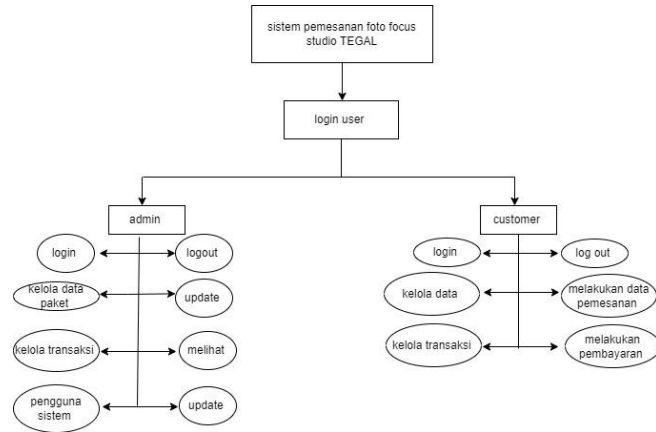 sistem pemesanan foto focus
studio TEGAL
login user
admin
customer
login
logout
kelola data
paket
update
kelola transaksi
melihat
pengguna
sistem
update
login
log out
kelola data
melakukan data
pemesanan
kelola transaksi
melakukan
pembayaran